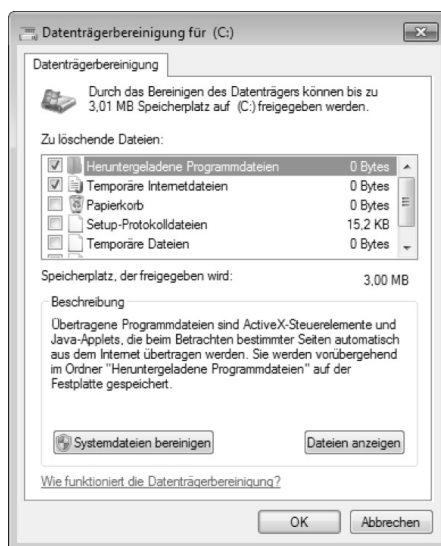 Datenträgerbereinigung für (C:)
Datenträgerbereinigung
Durch das Bereinigen des Datenträgers können bis zu
3,01 MB Speicherplatz auf (C:) freigegeben werden.
Zu löschende Dateien:
Heruntergeladene Programmdateien 0 Bytes
Temporäre Internetdateien 0 Bytes
Papierkorb 0 Bytes
Setup-Protokolldateien 15,2 KB
Temporäre Dateien 0 Bytes
Speicherplatz, der freigegeben wird: 3,00 MB
Beschreibung
Übertragene Programmdateien sind ActiveX-Steuerelemente und
Java-Applets, die beim Betrachten bestimmter Seiten automatisch
aus dem Internet übertragen werden. Sie werden vorübergehend
im Ordner "Heruntergeladene Programmdateien" auf der
Festplatte gespeichert.
Systemdateien bereinigen Dateien anzeigen
Wie funktioniert die Datenträgerbereinigung?
OK Abbrechen